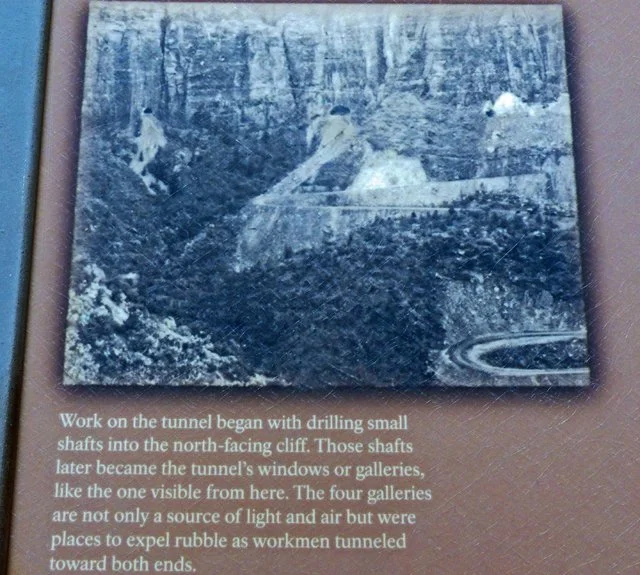 Work on the tunnel began with drilling small
shafts into the north-facing cliff. Those shafts
later became the tunnel's windows or galleries,
like the one visible from here. The four galleries
are not only a source of light and air but were
places to expel rubble as workmen tunneled
toward both ends.